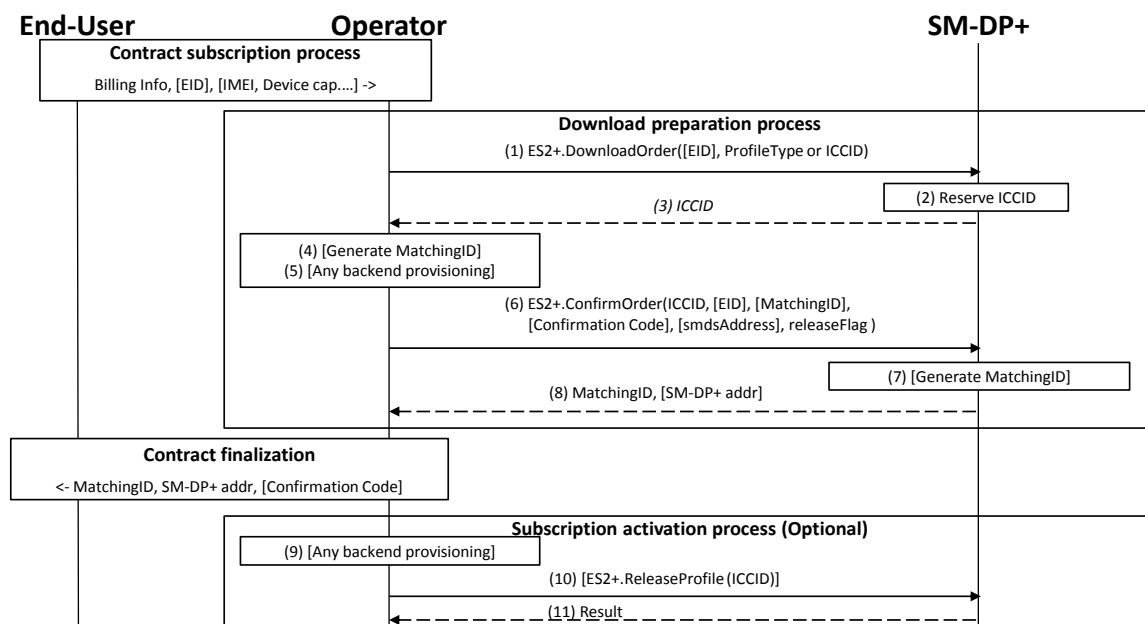 End-User Operator SM-DP+
Contract subscription process
Billing Info, [EID], [IMEI, Device cap....] ->
Download preparation process
(1) ES2+.DownloadOrder([EID], ProfileType or ICCID)
(2) Reserve ICCID
(3) ICCID
(4) [Generate MatchingID]
(5) [Any backend provisioning]
(6) ES2+.ConfirmOrder(ICCID, [EID], [MatchingID],
[Confirmation Code], [smdsAddress], releaseFlag )
(7) [Generate MatchingID]
(8) MatchingID, [SM-DP+ addr]
Contract finalization
<- MatchingID, SM-DP+ addr, [Confirmation Code]
Subscription activation process (Optional)
(9) [Any backend provisioning]
(10) [ES2+.ReleaseProfile(ICCID)]
(11) Result